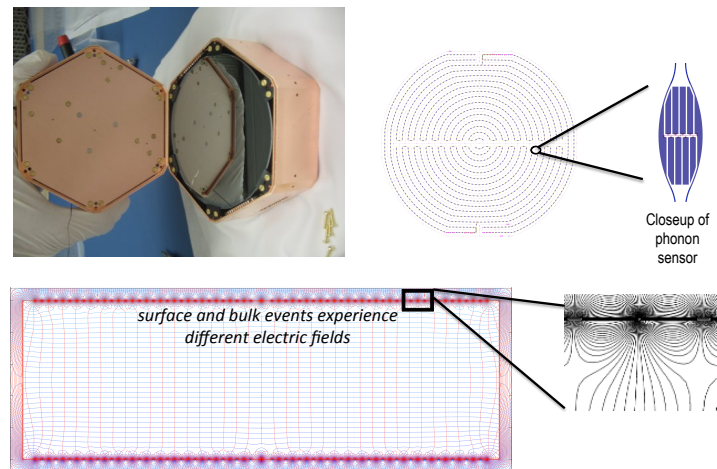 Closeup of
phonon
sensor
surface and bulk events experience
different electric fields